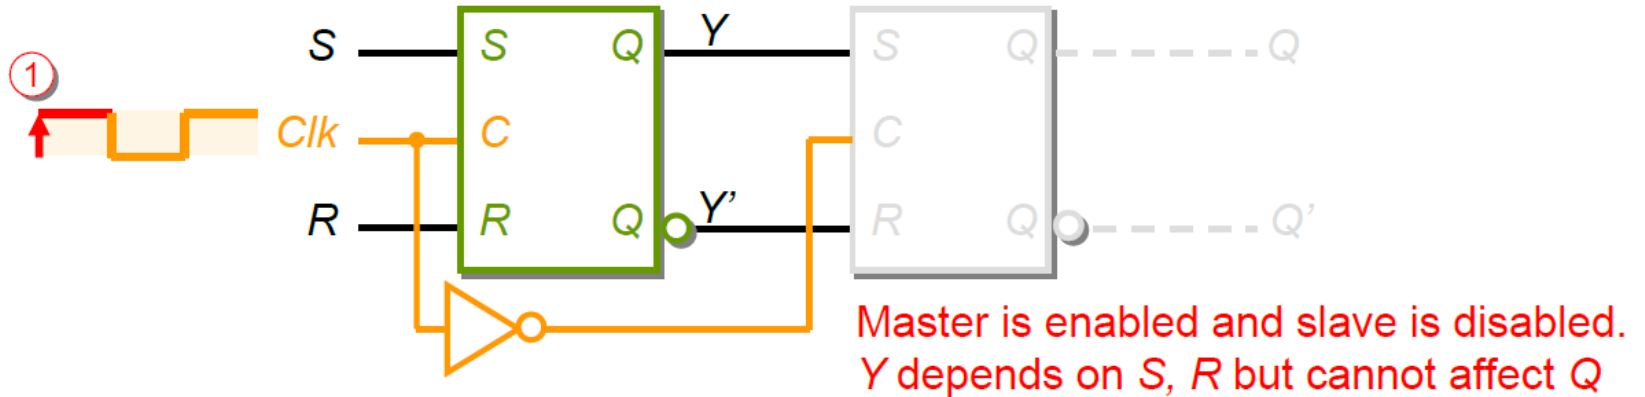 S S Q Y S Q Q
1
Clk C C
R R Q Y’ R Q Q’
Master is enabled and slave is disabled.
Y depends on S, R but cannot affect Q